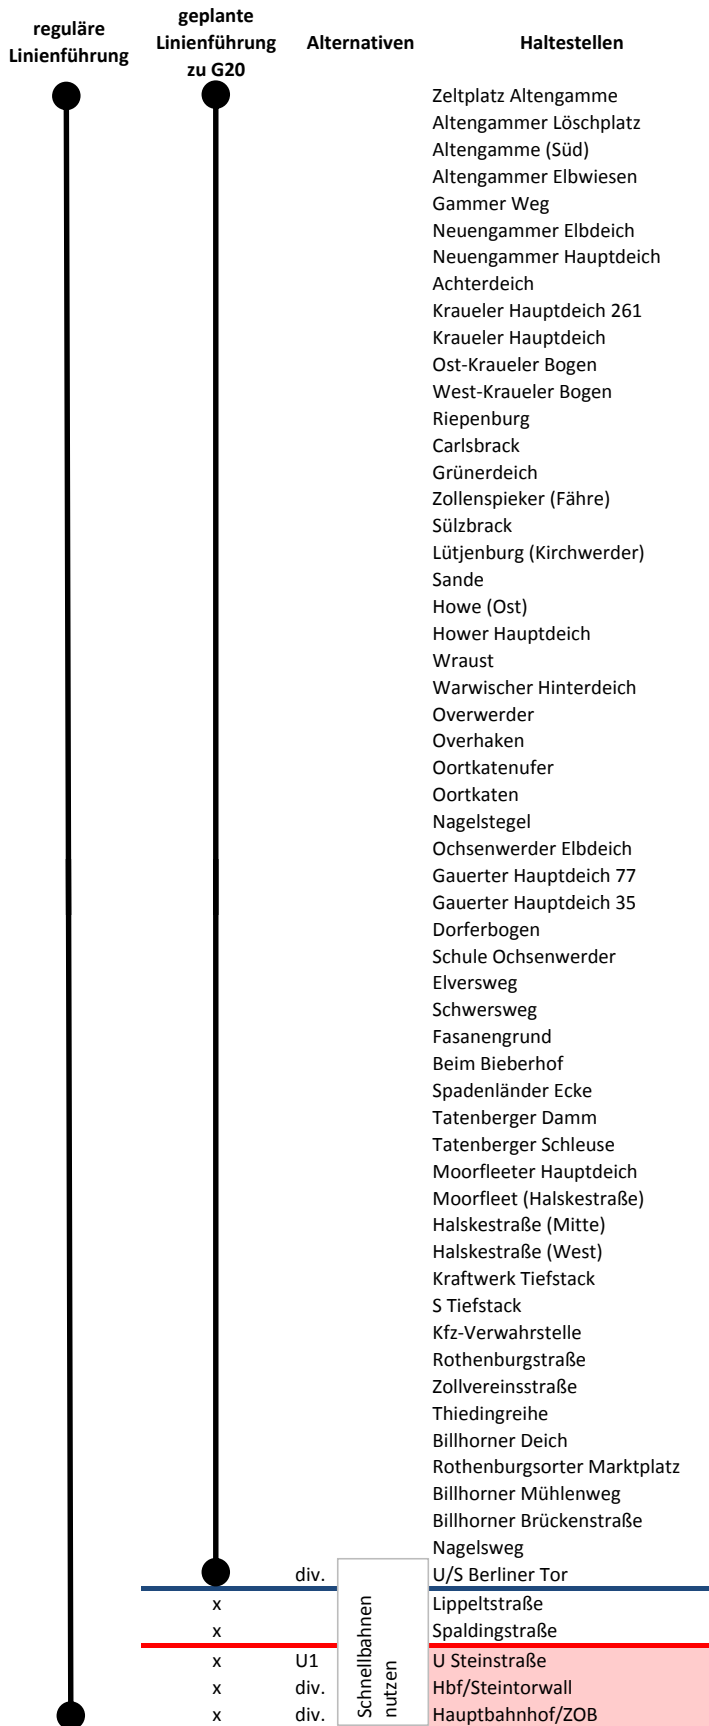 reguläre
Linienführung
geplante
Linienführung
zu G20
Alternativen
Haltestellen
Zeltplatz Altengamme
Altengammer Löschplatz
Altengamme (Süd)
Altengammer Elbwiesen
Gammer Weg
Neuengammer Elbdeich
Neuengammer Hauptdeich
Achterdeich
Kraueler Hauptdeich 261
Kraueler Hauptdeich
Ost-Kraueler Bogen
West-Kraueler Bogen
Riepenburg
Carlsbrack
Grünerdeich
Zollenspieker (Fähre)
Sülzbrack
Lütjenburg (Kirchwerder)
Sande
Howe (Ost)
Hower Hauptdeich
Wraust
Warwischer Hinterdeich
Overwerder
Overhaken
Oortkatenufer
Oortkaten
Nagelstegel
Ochsenwerder Elbdeich
Gauerter Hauptdeich 77
Gauerter Hauptdeich 35
Dorferbogen
Schule Ochsenwerder
Elversweg
Schwersweg
Fasanengrund
Beim Bieberhof
Spadenländer Ecke
Tatenberger Damm
Tatenberger Schleuse
Moorfleeter Hauptdeich
Moorfleet (Halskestraße)
Halskestraße (Mitte)
Halskestraße (West)
Kraftwerk Tiefstack
S Tiefstack
Kfz-Verwahrstelle
Rothenburgstraße
Zollvereinsstraße
Thiedingreihe
Billhorner Deich
Rothenburgsorter Marktplatz
Billhorner Mühlenweg
Billhorner Brückenstraße
Nagelsweg
div. U/S Berliner Tor
x Lippeltstraße
x Spaldingstraße
x U1 U Steinstraße
x div. Hbf/Steintorwall
x div. Hauptbahnhof/ZOB
Schnellbahnen
nutzen